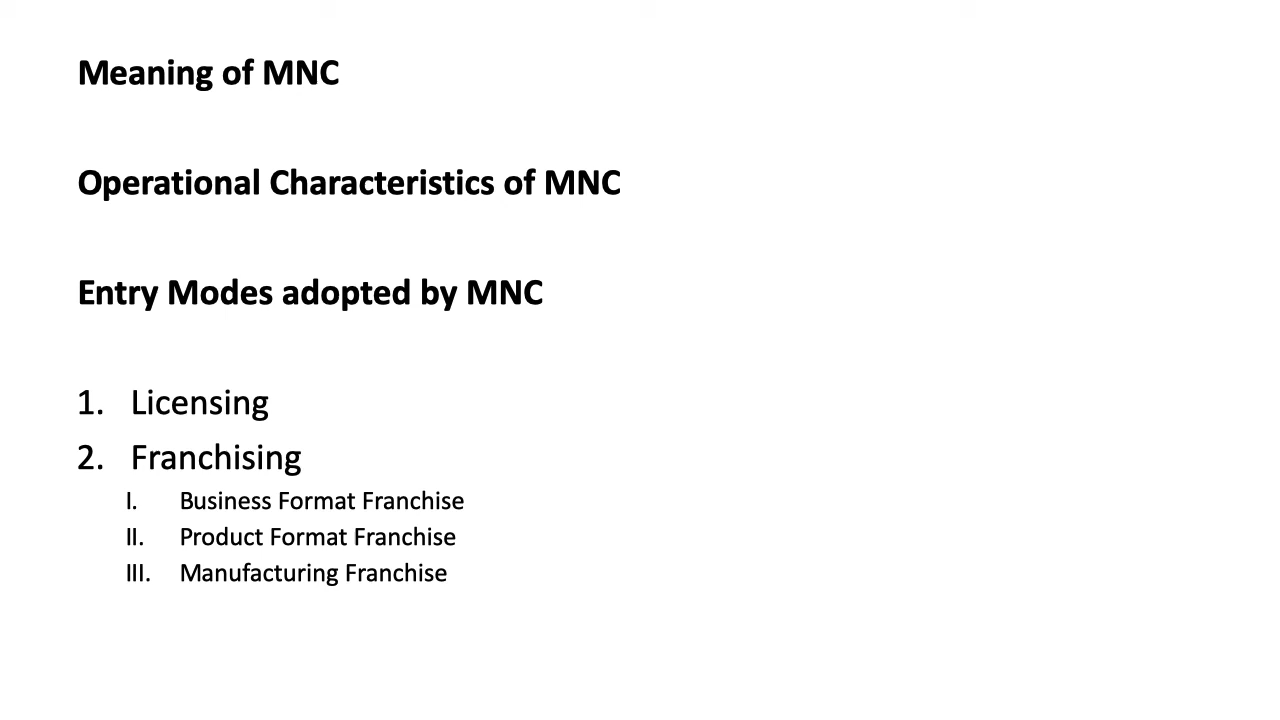 Meaning of MNC
Operational Characteristics of MNC
Entry Modes adopted by MNC
1. Licensing
2. Franchising
I. Business Format Franchise
II. Product Format Franchise
III. Manufacturing Franchise